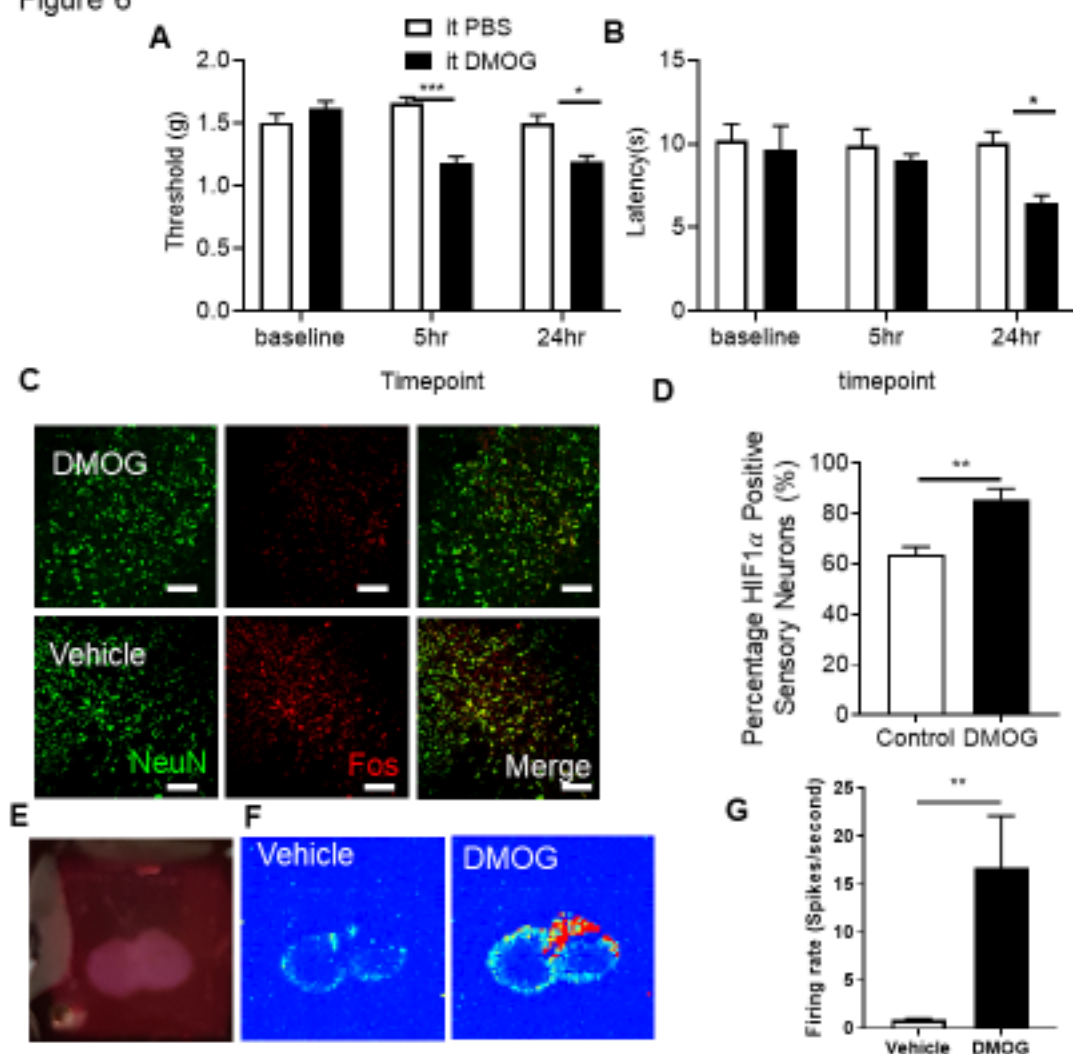 Figure 6
A
it PBS
it DMOG
2.0
1.5
1.0
0.5
0.0
Threshold (g)
***
*
baseline
5hr
24hr
Timepoint
B
15
10
5
0
Latency(s)
*
baseline
5hr
24hr
timepoint
C
DMOG
Vehicle
NeuN
Fos
Merge
D
Percentage HIF1α Positive
Sensory Neurons (%)
100
80
60
40
20
0
**
Control DMOG
E
F
Vehicle
DMOG
G
Firing rate (Spikes/second)
25
20
15
10
5
0
**
Vehicle DMOG